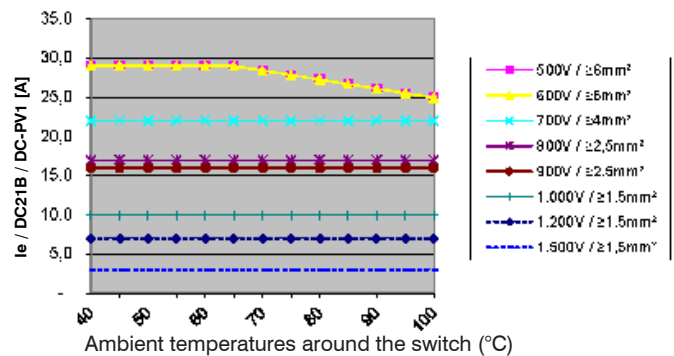 35.0
30.0
25.0
20.0
15.0
10.0
5,0
-
Ie / DC21B / DC-PV1 [A]
40
50
60
70
80
90
100
Ambient temperatures around the switch (°C)
500V / ≥6mm²
600V / ≥6mm²
700V / ≥4mm²
800V / ≥2,5mm²
900V / ≥2.5mm²
1.000V / ≥1.5mm²
1.200V / ≥1.5mm²
1.500V / ≥1,5mm²